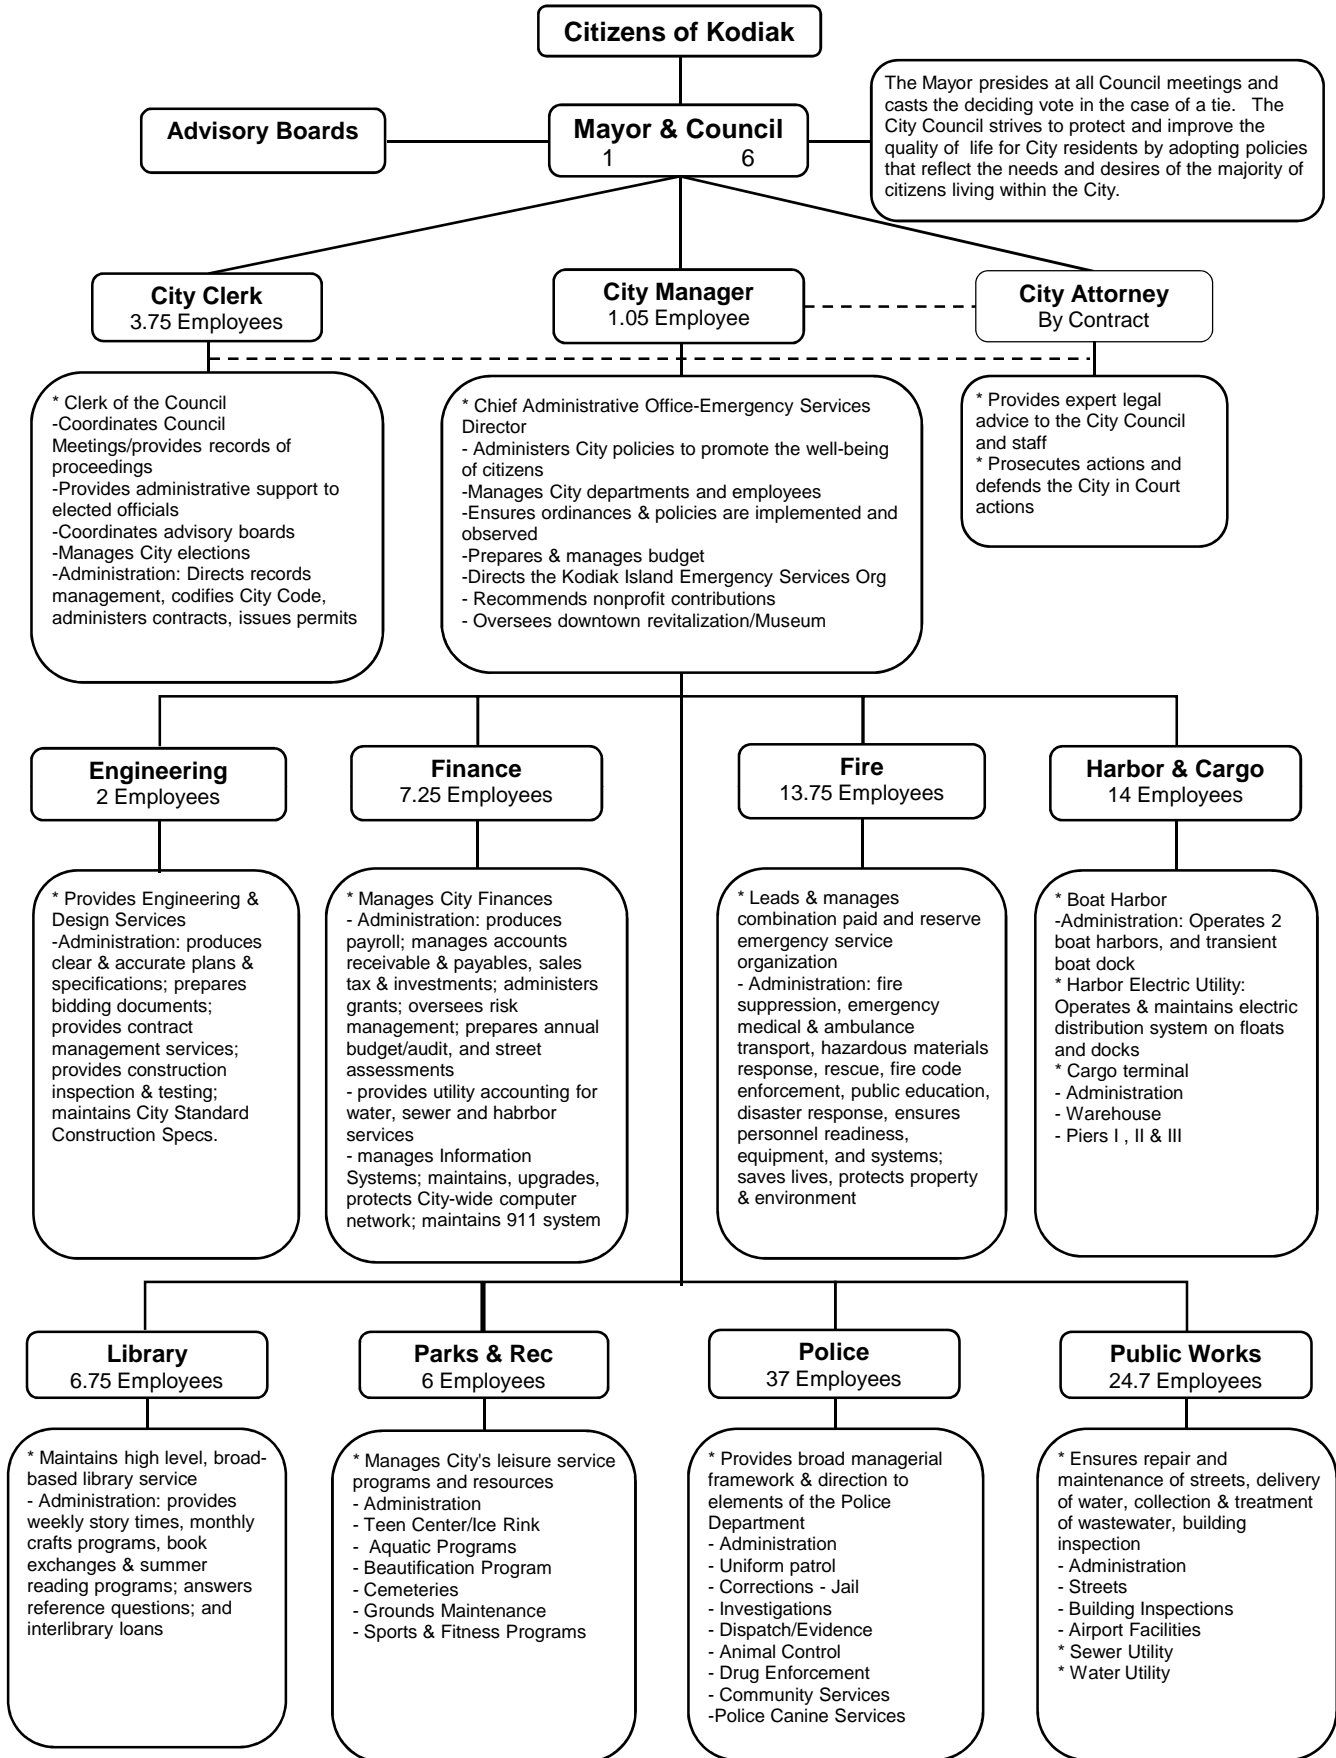 Citizens of Kodiak
Advisory Boards
Mayor & Council
1 6
The Mayor presides at all Council meetings and
casts the deciding vote in the case of a tie. The
City Council strives to protect and improve the
quality of life for City residents by adopting policies
that reflect the needs and desires of the majority of
citizens living within the City.
City Clerk
3.75 Employees
City Manager
1.05 Employee
City Attorney
By Contract
* Clerk of the Council
-Coordinates Council
Meetings/provides records of
proceedings
-Provides administrative support to
elected officials
-Coordinates advisory boards
-Manages City elections
-Administration: Directs records
management, codifies City Code,
administers contracts, issues permits
* Chief Administrative Office-Emergency Services
Director
- Administers City policies to promote the well-being
of citizens
-Manages City departments and employees
-Ensures ordinances & policies are implemented and
observed
-Prepares & manages budget
-Directs the Kodiak Island Emergency Services Org
- Recommends nonprofit contributions
- Oversees downtown revitalization/Museum
* Provides expert legal
advice to the City Council
and staff
* Prosecutes actions and
defends the City in Court
actions
Engineering
2 Employees
Finance
7.25 Employees
Fire
13.75 Employees
Harbor & Cargo
14 Employees
* Provides Engineering &
Design Services
-Administration: produces
clear & accurate plans &
specifications; prepares
bidding documents;
provides contract
management services;
provides construction
inspection & testing;
maintains City Standard
Construction Specs.
* Manages City Finances
- Administration: produces
payroll; manages accounts
receivable & payables, sales
tax & investments; administers
grants; oversees risk
management; prepares annual
budget/audit, and street
assessments
- provides utility accounting for
water, sewer and habrbor
services
- manages Information
Systems; maintains, upgrades,
protects City-wide computer
network; maintains 911 system
* Leads & manages
combination paid and reserve
emergency service
organization
- Administration: fire
suppression, emergency
medical & ambulance
transport, hazardous materials
response, rescue, fire code
enforcement, public education,
disaster response, ensures
personnel readiness,
equipment, and systems;
saves lives, protects property
& environment
* Boat Harbor
-Administration: Operates 2
boat harbors, and transient
boat dock
* Harbor Electric Utility:
Operates & maintains electric
distribution system on floats
and docks
* Cargo terminal
- Administration
- Warehouse
- Piers I , II & III
Library
6.75 Employees
Parks & Rec
6 Employees
Police
37 Employees
Public Works
24.7 Employees
* Maintains high level, broad-
based library service
- Administration: provides
weekly story times, monthly
crafts programs, book
exchanges & summer
reading programs; answers
reference questions; and
interlibrary loans
* Manages City's leisure service
programs and resources
- Administration
- Teen Center/Ice Rink
- Aquatic Programs
- Beautification Program
- Cemeteries
- Grounds Maintenance
- Sports & Fitness Programs
* Provides broad managerial
framework & direction to
elements of the Police
Department
- Administration
- Uniform patrol
- Corrections - Jail
- Investigations
- Dispatch/Evidence
- Animal Control
- Drug Enforcement
- Community Services
-Police Canine Services
* Ensures repair and
maintenance of streets, delivery
of water, collection & treatment
of wastewater, building
inspection
- Administration
- Streets
- Building Inspections
- Airport Facilities
* Sewer Utility
* Water Utility